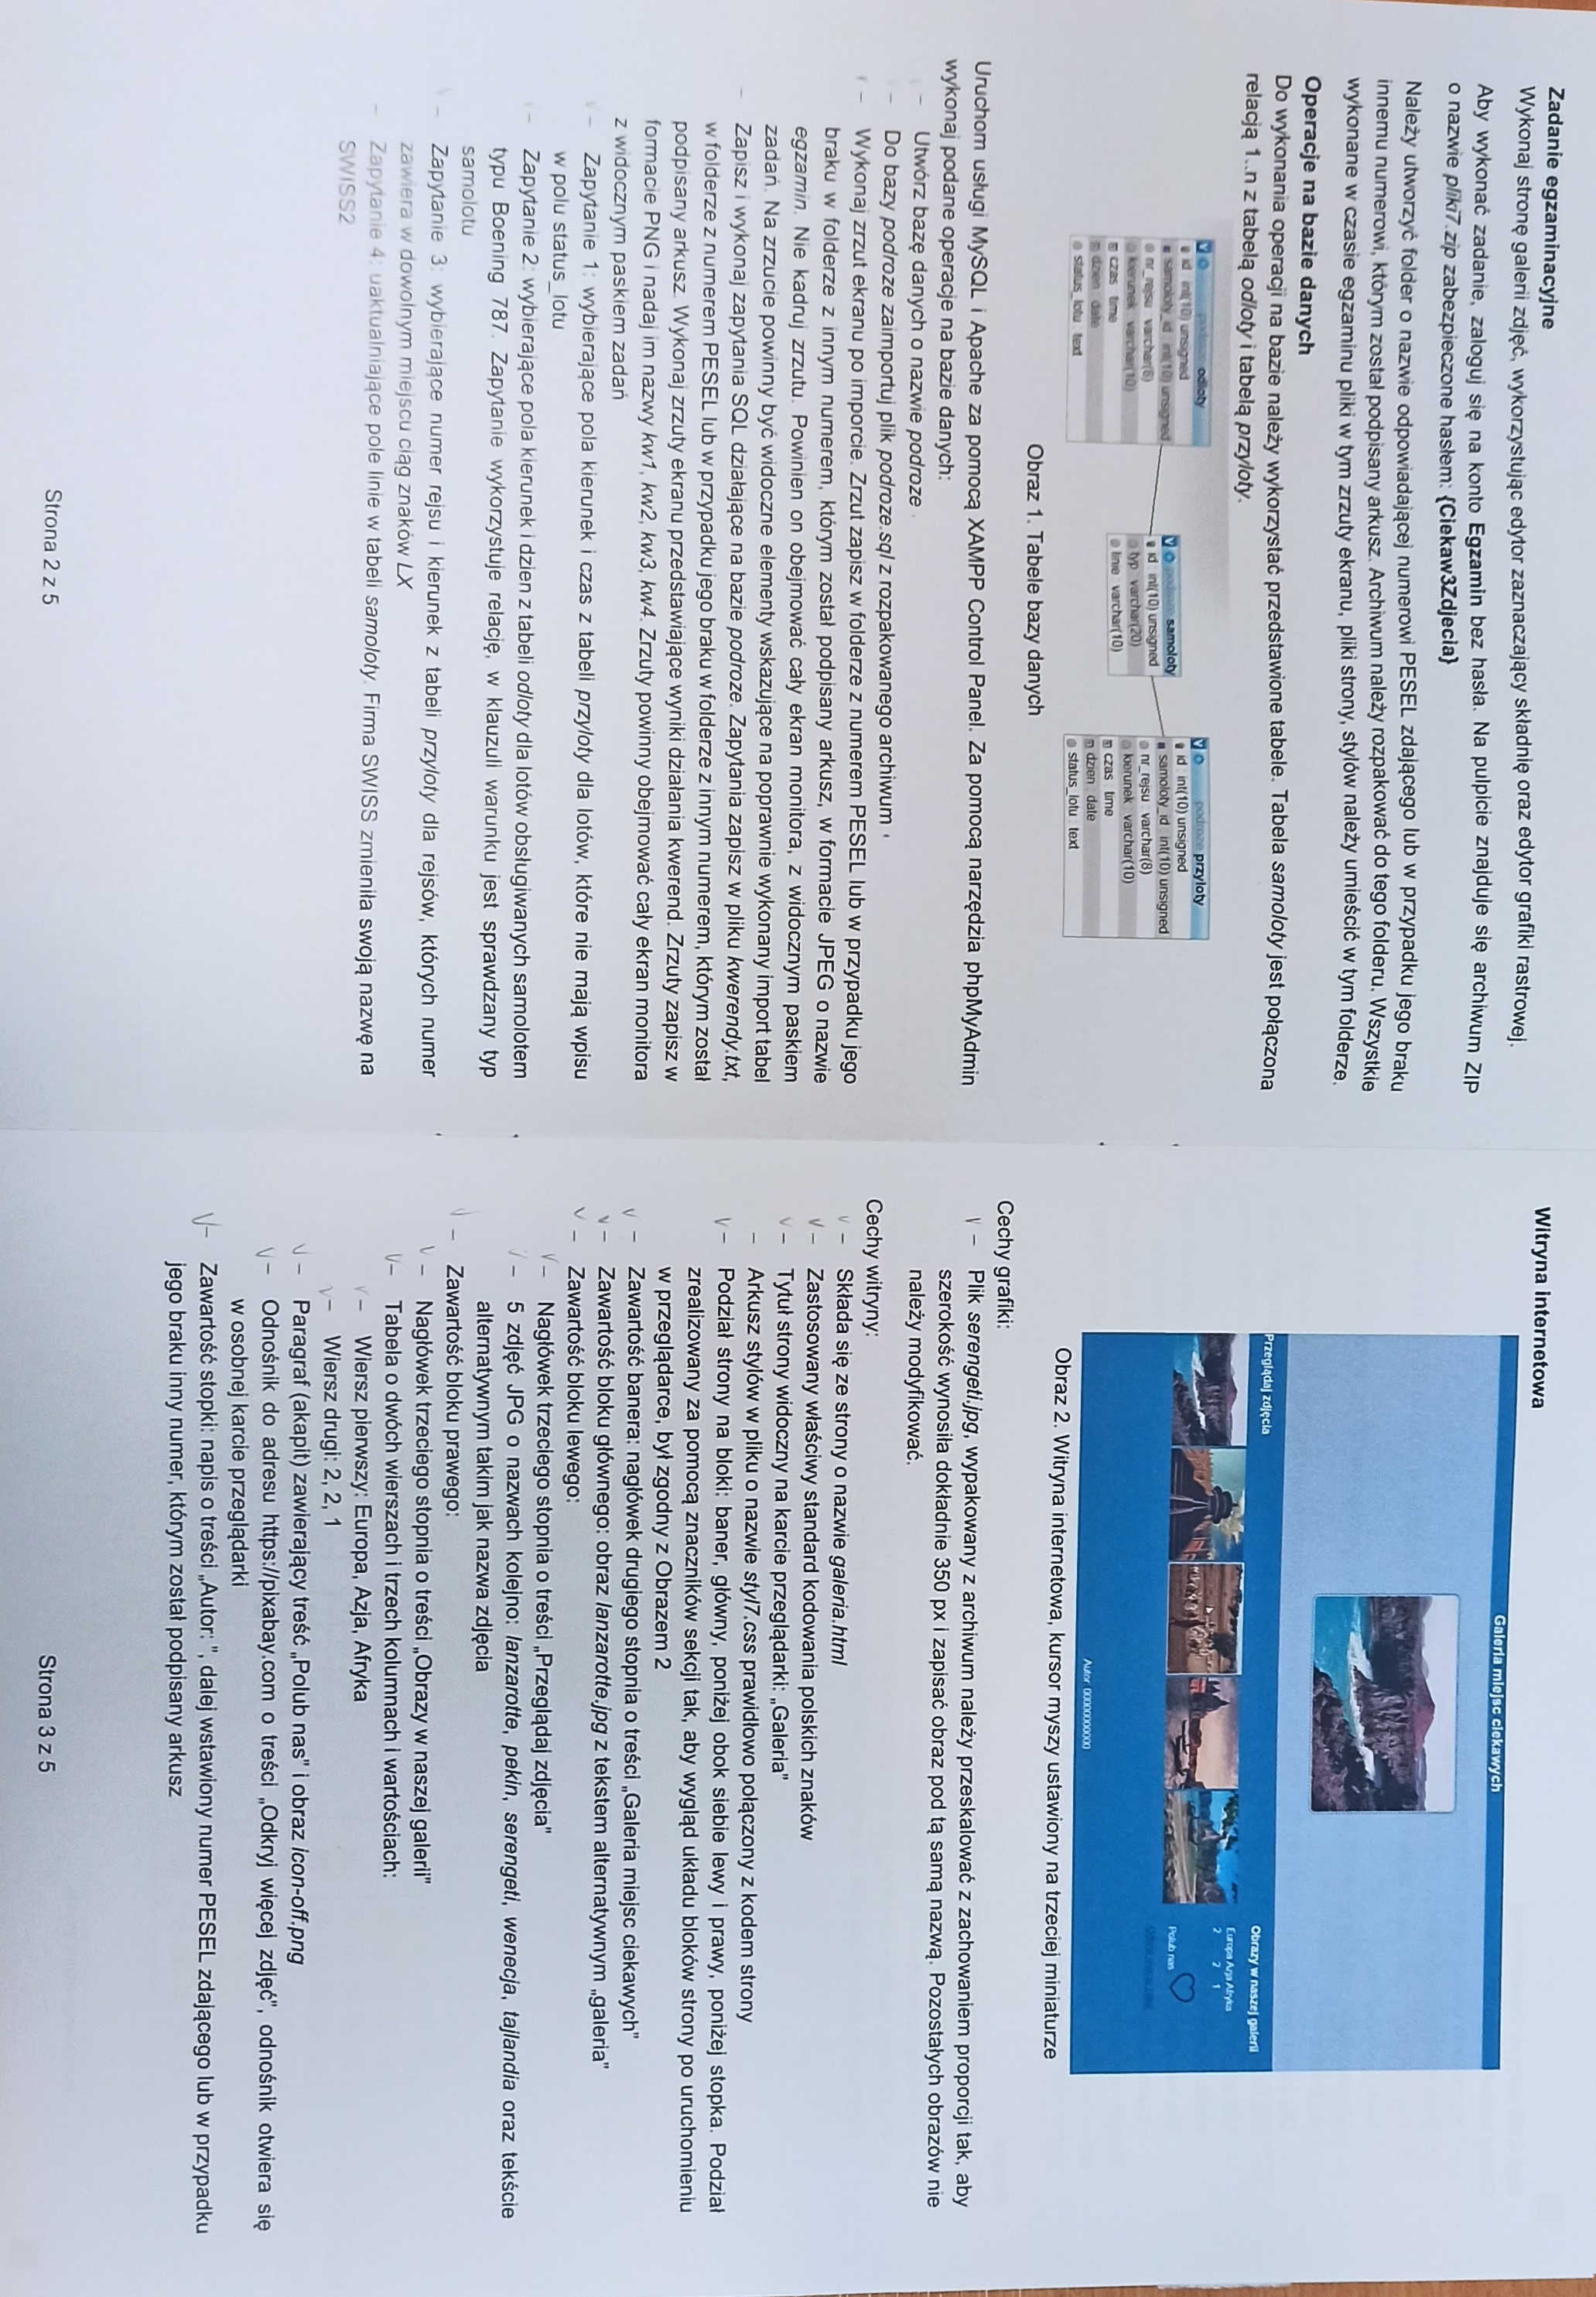 Zadanie egzaminacyjne
Wykonaj stronę galerii zdjęć, wykorzystując edytor zaznaczający składnię oraz edytor grafiki rastrowej.
Aby wykonać zadanie, zaloguj się na konto Egzamin bez hasła. Na pulpicie znajduje się archiwum ZIP
o nazwie pliki7.zip zabezpieczone hasłem: {Ciekaw3Zdjecia}
Należy utworzyć folder o nazwie odpowiadającej numerowi PESEL zdającego lub w przypadku jego braku
innemu numerowi, którym został podpisany arkusz. Archiwum należy rozpakować do tego folderu. Wszystkie
wykonane w czasie egzaminu pliki w tym zrzuty ekranu, pliki strony, stylów należy umieścić w tym folderze.
Operacje na bazie danych
Do wykonania operacji na bazie należy wykorzystać przedstawione tabele. Tabela samoloty jest połączona
relacją 1..n z tabelą odloty i tabelą przyloty.
podroze odloty
id : int(10) unsigned
samoloty_id : int(10) unsigned
nr_rejsu : varchar(8)
kierunek : varchar(10)
czas : time
dzien : date
status_lotu : text
podroze samoloty
id : int(10) unsigned
typ : varchar(20)
linie : varchar(10)
podroze przyloty
id : int(10) unsigned
samoloty_id : int(10) unsigned
nr_rejsu : varchar(8)
kierunek : varchar(10)
czas : time
dzien : date
status_lotu : text
Obraz 1. Tabele bazy danych
Uruchom usługi MySQL i Apache za pomocą XAMPP Control Panel. Za pomocą narzędzia phpMyAdmin
wykonaj podane operacje na bazie danych:
– Utwórz bazę danych o nazwie podroze
– Do bazy podroze zaimportuj plik podroze.sql z rozpakowanego archiwum
– Wykonaj zrzut ekranu po imporcie. Zrzut zapisz w folderze z numerem PESEL lub w przypadku jego
braku w folderze z innym numerem, którym został podpisany arkusz, w formacie JPEG o nazwie
egzamin. Nie kadruj zrzutu. Powinien on obejmować cały ekran monitora, z widocznym paskiem
zadań. Na zrzucie powinny być widoczne elementy wskazujące na poprawnie wykonany import tabel
– Zapisz i wykonaj zapytania SQL działające na bazie podroze. Zapytania zapisz w pliku kwerendy.txt,
w folderze z numerem PESEL lub w przypadku jego braku w folderze z innym numerem, którym został
podpisany arkusz. Wykonaj zrzuty ekranu przedstawiające wyniki działania kwerend. Zrzuty zapisz w
formacie PNG i nadaj im nazwy kw1, kw2, kw3, kw4. Zrzuty powinny obejmować cały ekran monitora
z widocznym paskiem zadań
– Zapytanie 1: wybierające pola kierunek i czas z tabeli przyloty dla lotów, które nie mają wpisu
w polu status_lotu
– Zapytanie 2: wybierające pola kierunek i dzien z tabeli odloty dla lotów obsługiwanych samolotem
typu Boening 787. Zapytanie wykorzystuje relację, w klauzuli warunku jest sprawdzany typ
samolotu
– Zapytanie 3: wybierające numer rejsu i kierunek z tabeli przyloty dla rejsów, których numer
zawiera w dowolnym miejscu ciąg znaków LX
– Zapytanie 4: uaktualniające pole linie w tabeli samoloty. Firma SWISS zmieniła swoją nazwę na
SWISS2
Strona 2 z 5
Witryna internetowa
Galeria miejsc ciekawych
Przeglądaj zdjęcia
Obrazy w naszej galerii
Europa Azja Afryka
2 2 1
Polub nas
Autor 00000000000
Obraz 2. Witryna internetowa, kursor myszy ustawiony na trzeciej miniaturze
Cechy grafiki:
– Plik serengeti.jpg, wypakowany z archiwum należy przeskalować z zachowaniem proporcji tak, aby
szerokość wynosiła dokładnie 350 px i zapisać obraz pod tą samą nazwą. Pozostałych obrazów nie
należy modyfikować.
Cechy witryny:
– Składa się ze strony o nazwie galeria.html
– Zastosowany właściwy standard kodowania polskich znaków
– Tytuł strony widoczny na karcie przeglądarki: „Galeria"
– Arkusz stylów w pliku o nazwie styl7.css prawidłowo połączony z kodem strony
– Podział strony na bloki: baner, główny, poniżej obok siebie lewy i prawy, poniżej stopka. Podział
zrealizowany za pomocą znaczników sekcji tak, aby wygląd układu bloków strony po uruchomieniu
w przeglądarce, był zgodny z Obrazem 2
– Zawartość banera: nagłówek drugiego stopnia o treści „Galeria miejsc ciekawych"
– Zawartość bloku głównego: obraz lanzarotte.jpg z tekstem alternatywnym „galeria"
– Zawartość bloku lewego:
– Nagłówek trzeciego stopnia o treści „Przeglądaj zdjęcia"
– 5 zdjęć JPG o nazwach kolejno: lanzarotte, pekin, serengeti, wenecja, tajlandia oraz tekście
alternatywnym takim jak nazwa zdjęcia
– Zawartość bloku prawego:
– Nagłówek trzeciego stopnia o treści „Obrazy w naszej galerii"
– Tabela o dwóch wierszach i trzech kolumnach i wartościach:
– Wiersz pierwszy: Europa, Azja, Afryka
– Wiersz drugi: 2, 2, 1
– Paragraf (akapit) zawierający treść „Polub nas" i obraz icon-off.png
– Odnośnik do adresu https://pixabay.com o treści „Odkryj więcej zdjęć", odnośnik otwiera się
w osobnej karcie przeglądarki
– Zawartość stopki: napis o treści „Autor: ", dalej wstawiony numer PESEL zdającego lub w przypadku
jego braku inny numer, którym został podpisany arkusz
Strona 3 z 5